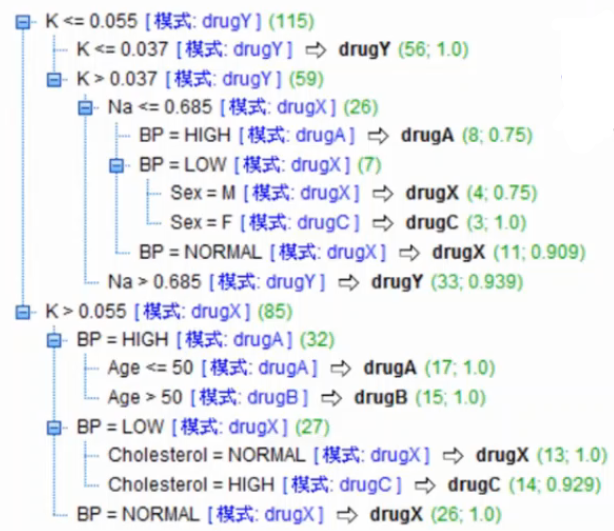 K <= 0.055 [模式: drugY] (115)
K <= 0.037 [模式: drugY] ⇨ drugY (56; 1.0)
K > 0.037 [模式: drugY] (59)
Na <= 0.685 [模式: drugX] (26)
BP = HIGH [模式: drugA] ⇨ drugA (8; 0.75)
BP = LOW [模式: drugX] (7)
Sex = M [模式: drugX] ⇨ drugX (4; 0.75)
Sex = F [模式: drugC] ⇨ drugC (3; 1.0)
BP = NORMAL [模式: drugX] ⇨ drugX (11; 0.909)
Na > 0.685 [模式: drugY] ⇨ drugY (33; 0.939)
K > 0.055 [模式: drugX] (85)
BP = HIGH [模式: drugA] (32)
Age <= 50 [模式: drugA] ⇨ drugA (17; 1.0)
Age > 50 [模式: drugB] ⇨ drugB (15; 1.0)
BP = LOW [模式: drugX] (27)
Cholesterol = NORMAL [模式: drugX] ⇨ drugX (13; 1.0)
Cholesterol = HIGH [模式: drugC] ⇨ drugC (14; 0.929)
BP = NORMAL [模式: drugX] ⇨ drugX (26; 1.0)